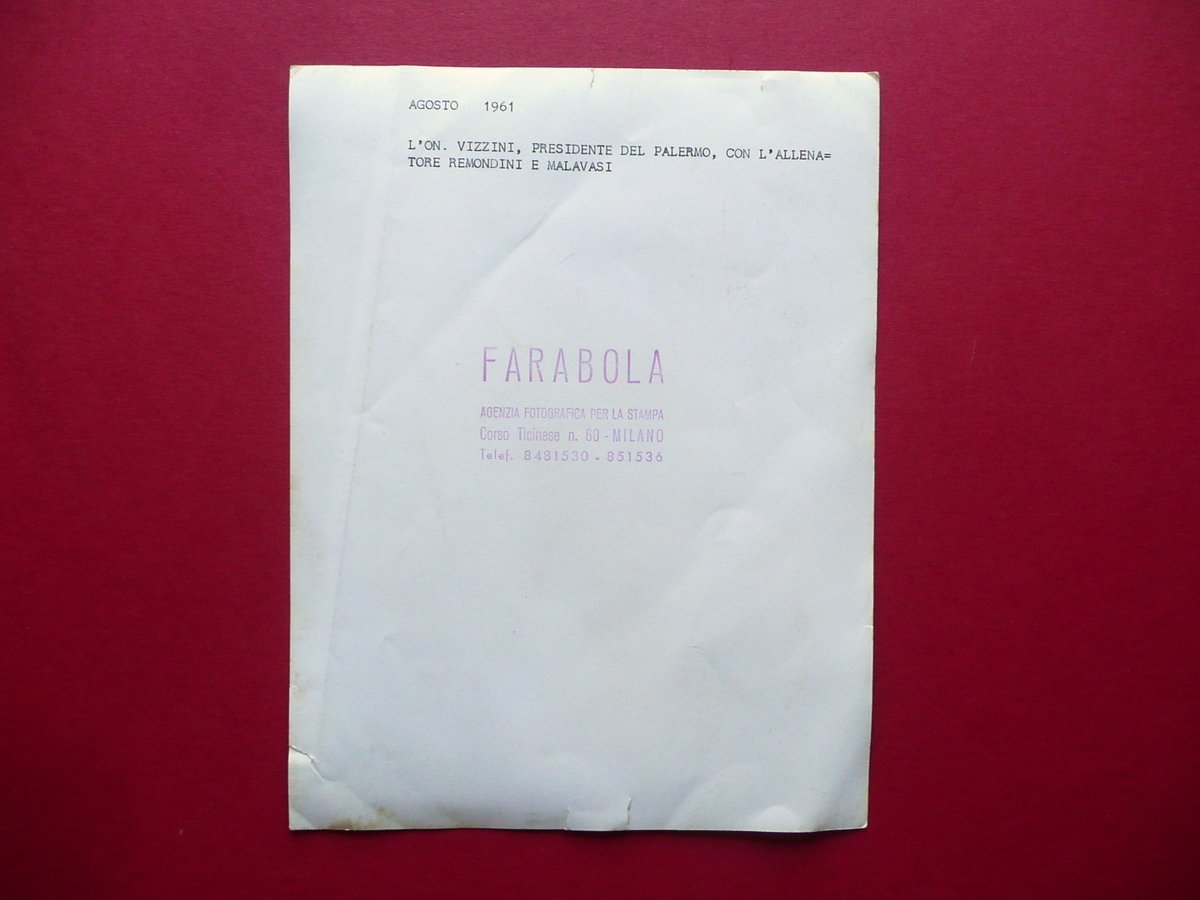 AGOSTO 1961
L'ON. VIZZINI, PRESIDENTE DEL PALERMO, CON L'ALLENA=
TORE REMONDINI E MALAVASI
FARABOLA
AGENZIA FOTOGRAFICA PER LA STAMPA
Corso Ticinese n. 60 - MILANO
Telef. 8481530 - 851536